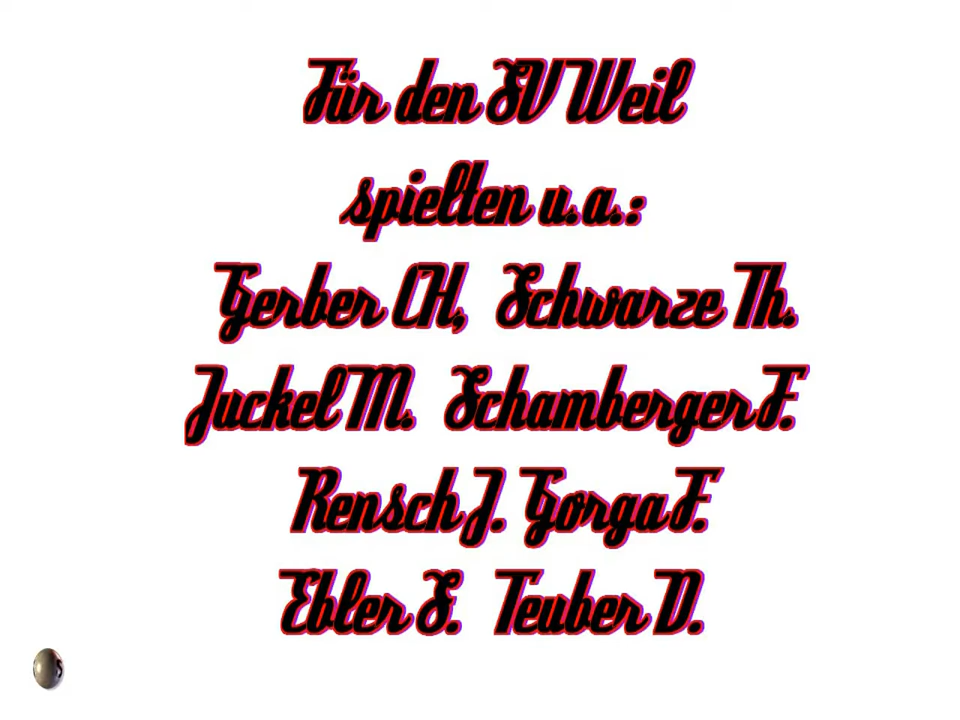 Für den SV Weil
spielten u.a.:
Gerber CH, Schwarze Th.
Juckel M. Schamberger F.
Rensch J. Gorga F.
Ebler S. Teuber D.